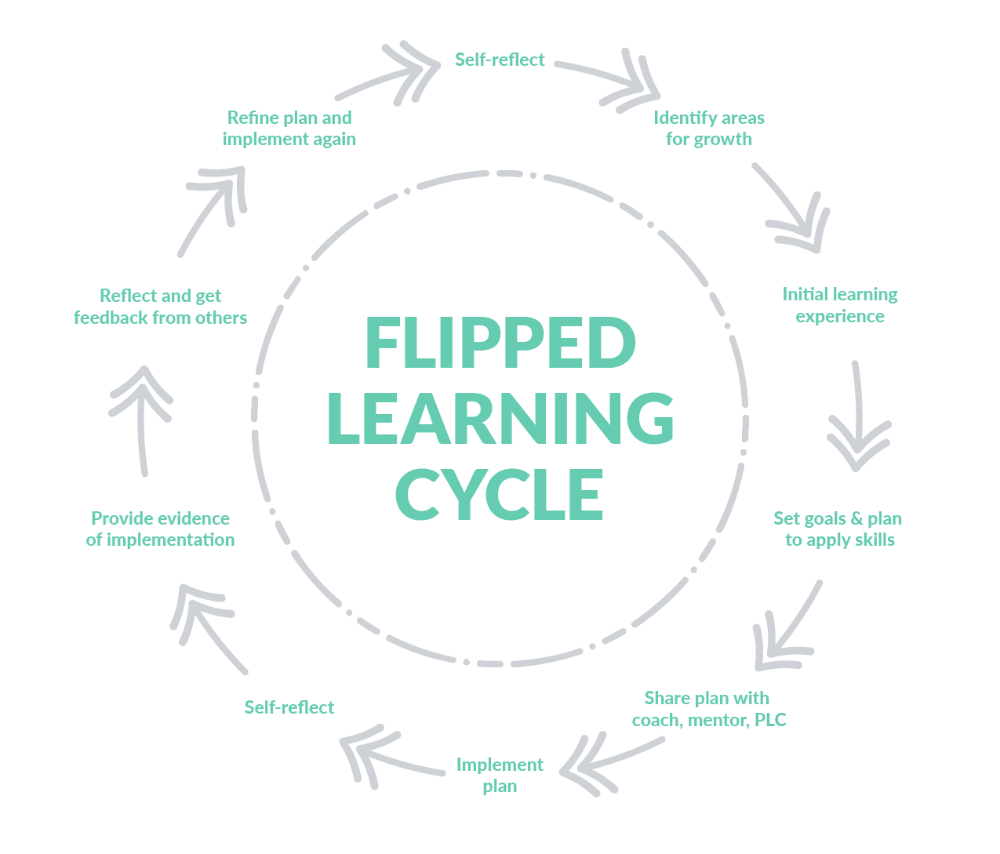 Self-reflect
Identify areas
for growth
Initial learning
experience
Set goals & plan
to apply skills
Share plan with
coach, mentor, PLC
Implement
plan
Self-reflect
Provide evidence
of implementation
Reflect and get
feedback from others
Refine plan and
implement again
FLIPPED
LEARNING
CYCLE